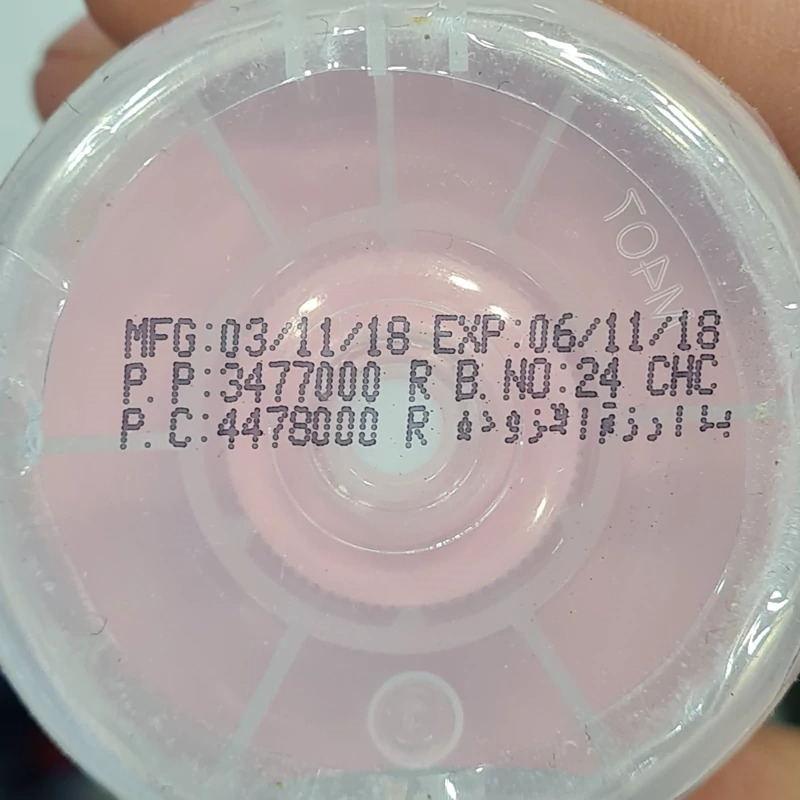 MFG:03/11/18 EXP:06/11/18
P.P:3477000 R B.NO:24 CHC
P.C:4478000 R